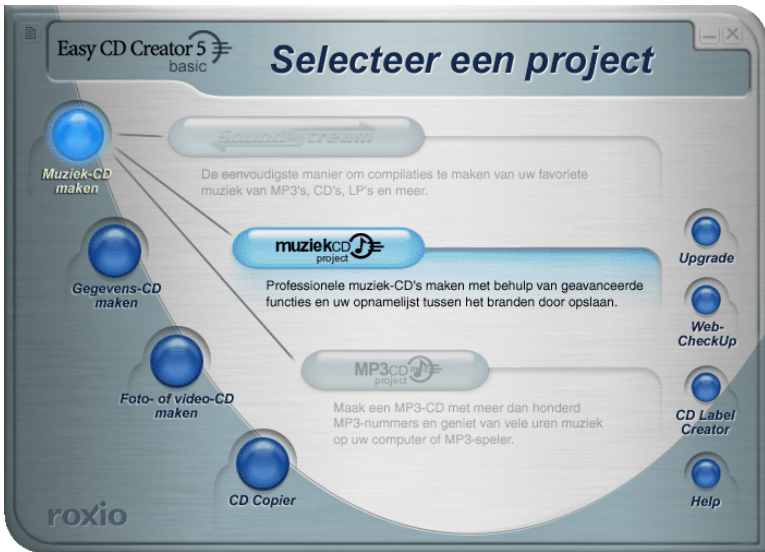 Easy CD Creator 5
basic
Selecteer een project
Muziek-CD
maken
SoundStream
De eenvoudigste manier om compilaties te maken van uw favoriete
muziek van MP3's, CD's, LP's en meer.
muziekCD
project
Professionele muziek-CD's maken met behulp van geavanceerde
functies en uw opnamelijst tussen het branden door opslaan.
Gegevens-CD
maken
Foto- of video-CD
maken
MP3CD
project
Maak een MP3-CD met meer dan honderd
MP3-nummers en geniet van vele uren muziek
op uw computer of MP3-speler.
CD Copier
Upgrade
Web-
CheckUp
CD Label
Creator
Help
roxio